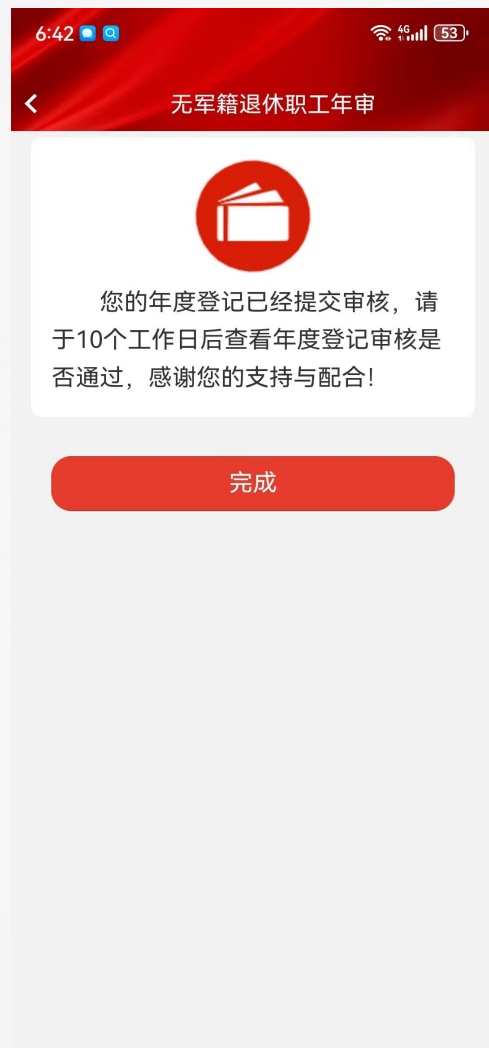 6:42
4G
53
无军籍退休职工年审
您的年度登记已经提交审核，请
于10个工作日后查看年度登记审核是
否通过，感谢您的支持与配合！
完成